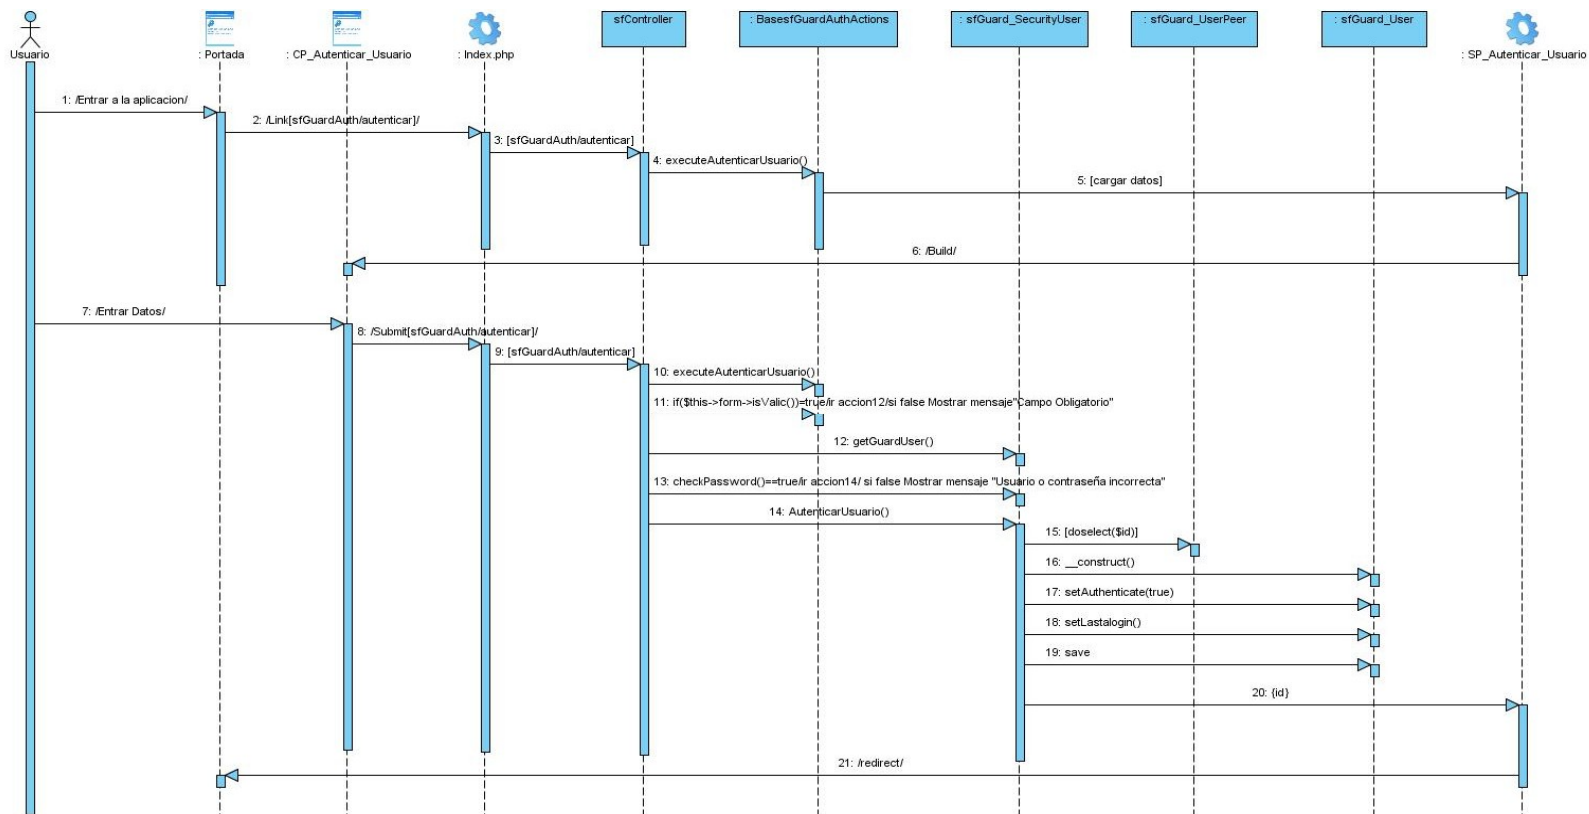 sfController
: BasesfGuardAuthActions
: sfGuard_SecurityUser
: sfGuard_UserPeer
: sfGuard_User
Usuario
: Portada
: CP_Autenticar_Usuario
: Index.php
: SP_Autenticar_Usuario
1: /Entrar a la aplicacion/
2: /Link[sfGuardAuth/autenticar]/
3: [sfGuardAuth/autenticar]
4: executeAutenticarUsuario()
5: [cargar datos]
6: /Build/
7: /Entrar Datos/
8: /Submit[sfGuardAuth/autenticar]/
9: [sfGuardAuth/autenticar]
10: executeAutenticarUsuario()
11: if($this->form->isValic())=true/ir accion12/si false Mostrar mensaje"Campo Obligatorio"
12: getGuardUser()
13: checkPassword()==true/ir accion14/ si false Mostrar mensaje "Usuario o contraseña incorrecta"
14: AutenticarUsuario()
15: [doselect($id)]
16: __construct()
17: setAuthenticate(true)
18: setLastalogin()
19: save
20: {id}
21: /redirect/